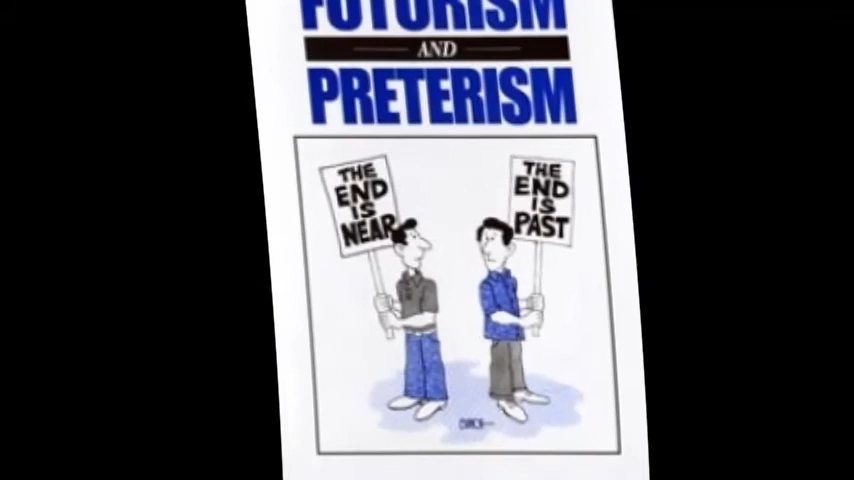 FUTURISM
AND
PRETERISM
THE
END
IS
NEAR
THE
END
IS
PAST